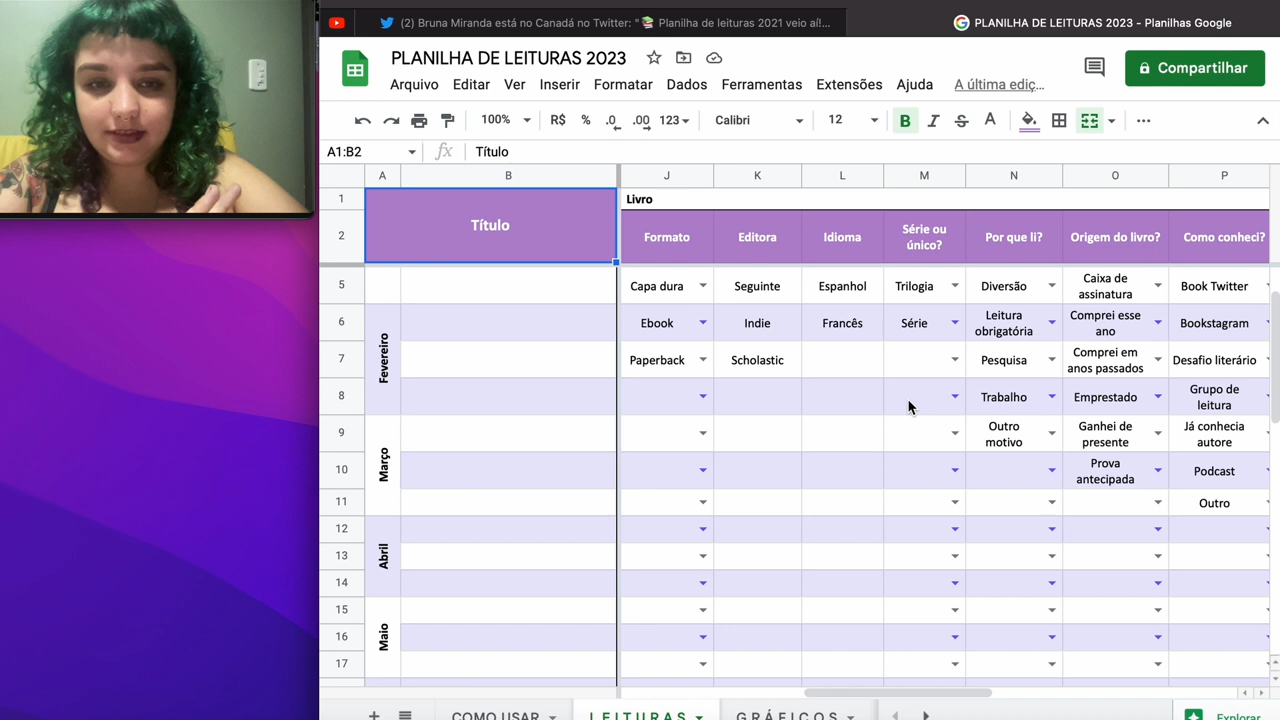 (2) Bruna Miranda está no Canadá no Twitter: "📚 Planilha de leituras 2021 veio aí!...
PLANILHA DE LEITURAS 2023 - Planilhas Google
PLANILHA DE LEITURAS 2023
Compartilhar
Arquivo Editar Ver Inserir Formatar Dados Ferramentas Extensões Ajuda A última ediç...
100% R$ % .0 .00 123 Calibri 12 B I S A ...
A1:B2 fx Título
A B J K L M N O P
1 Livro
2 Título Formato Editora Idioma Série ou único? Por que li? Origem do livro? Como conheci?
5 Capa dura Seguinte Espanhol Trilogia Diversão Caixa de assinatura Book Twitter
Fevereiro
6 Ebook Indie Francês Série Leitura obrigatória Comprei esse ano Bookstagram
7 Paperback Scholastic Pesquisa Comprei em anos passados Desafio literário
8 Trabalho Emprestado Grupo de leitura
Março
9 Outro motivo Ganhei de presente Já conhecia autore
10 Prova antecipada Podcast
11 Outro
Abril
12
13
14
Maio
15
16
17
+ COMO USAR LEITURAS GRÁFICOS Explorar